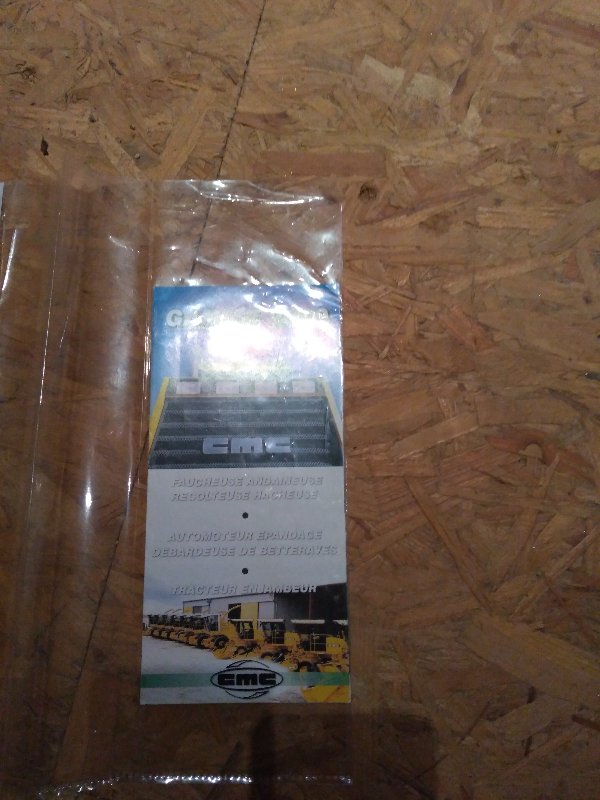 CMC
FAUCHEUSE ANDAINEUSE
RECOLTEUSE HACHEUSE
AUTOMOTEUR EPANDAGE
DEBARDEUSE DE BETTERAVES
TRACTEUR ENJAMBEUR
CMC